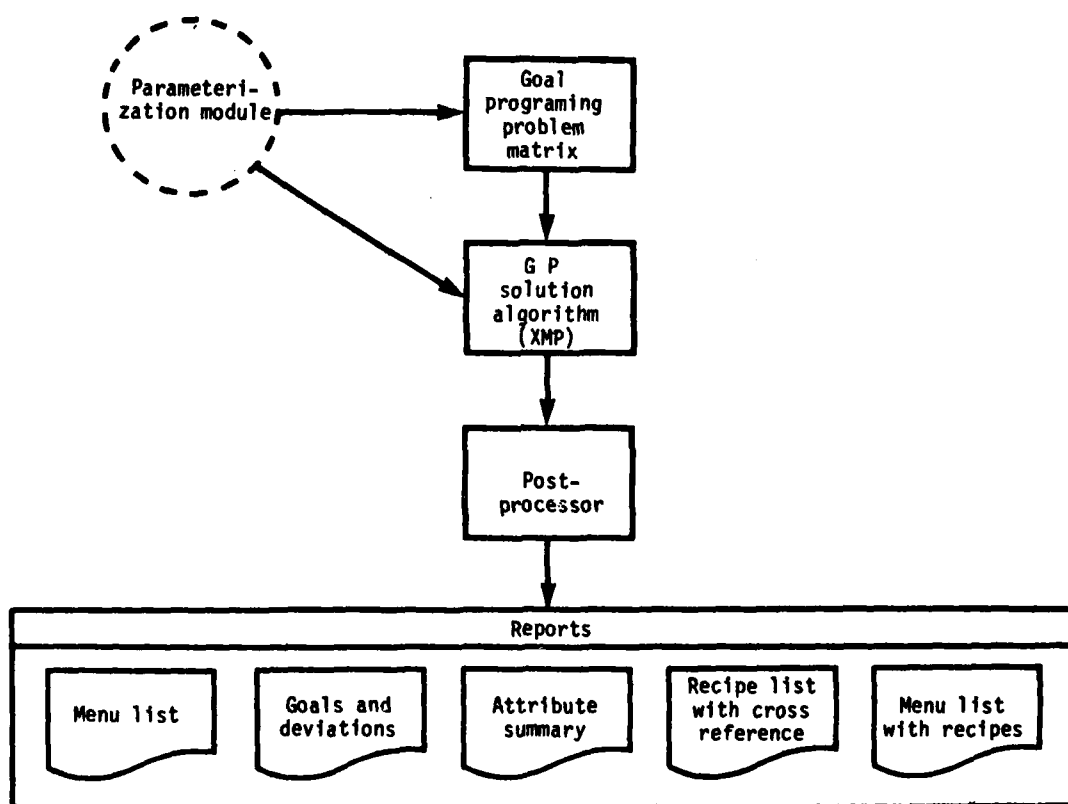 Parameteri-
zation module
Goal
programing
problem
matrix
G P
solution
algorithm
(XMP)
Post-
processor
Reports
Menu list
Goals and
deviations
Attribute
summary
Recipe list
with cross
reference
Menu list
with recipes